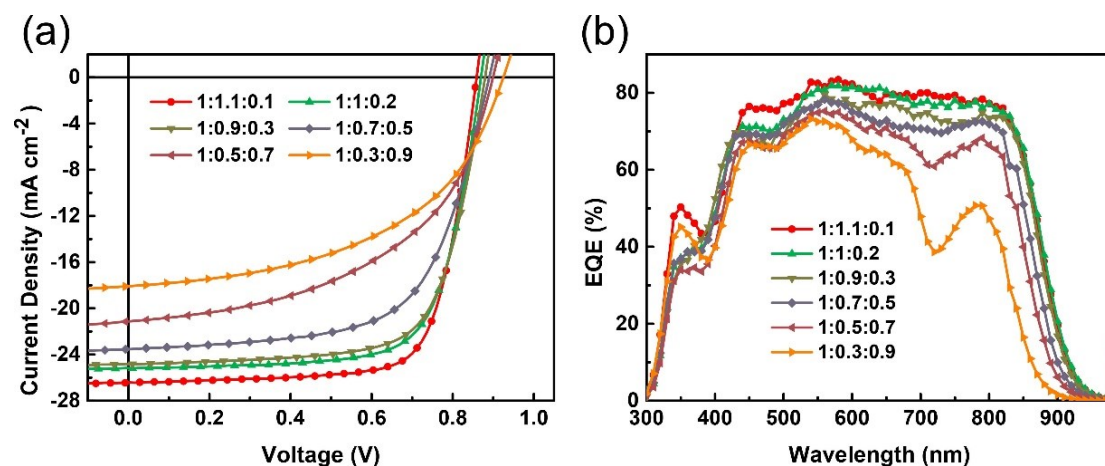 (a)
0
-4
-8
-12
-16
-20
-24
-28
Current Density (mA cm⁻²)
1:1.1:0.1 1:1:0.2
1:0.9:0.3 1:0.7:0.5
1:0.5:0.7 1:0.3:0.9
0.0 0.2 0.4 0.6 0.8 1.0
Voltage (V)
(b)
80
60
40
20
0
EQE (%)
1:1.1:0.1
1:1:0.2
1:0.9:0.3
1:0.7:0.5
1:0.5:0.7
1:0.3:0.9
300 400 500 600 700 800 900
Wavelength (nm)